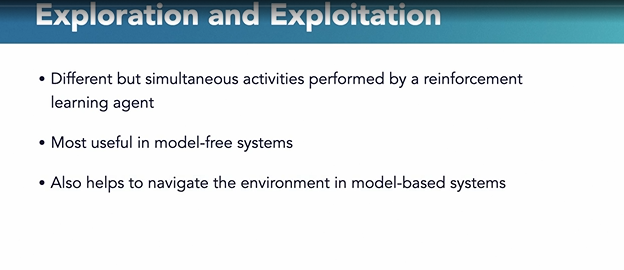 Exploration and Exploitation
• Different but simultaneous activities performed by a reinforcement
learning agent
• Most useful in model-free systems
• Also helps to navigate the environment in model-based systems